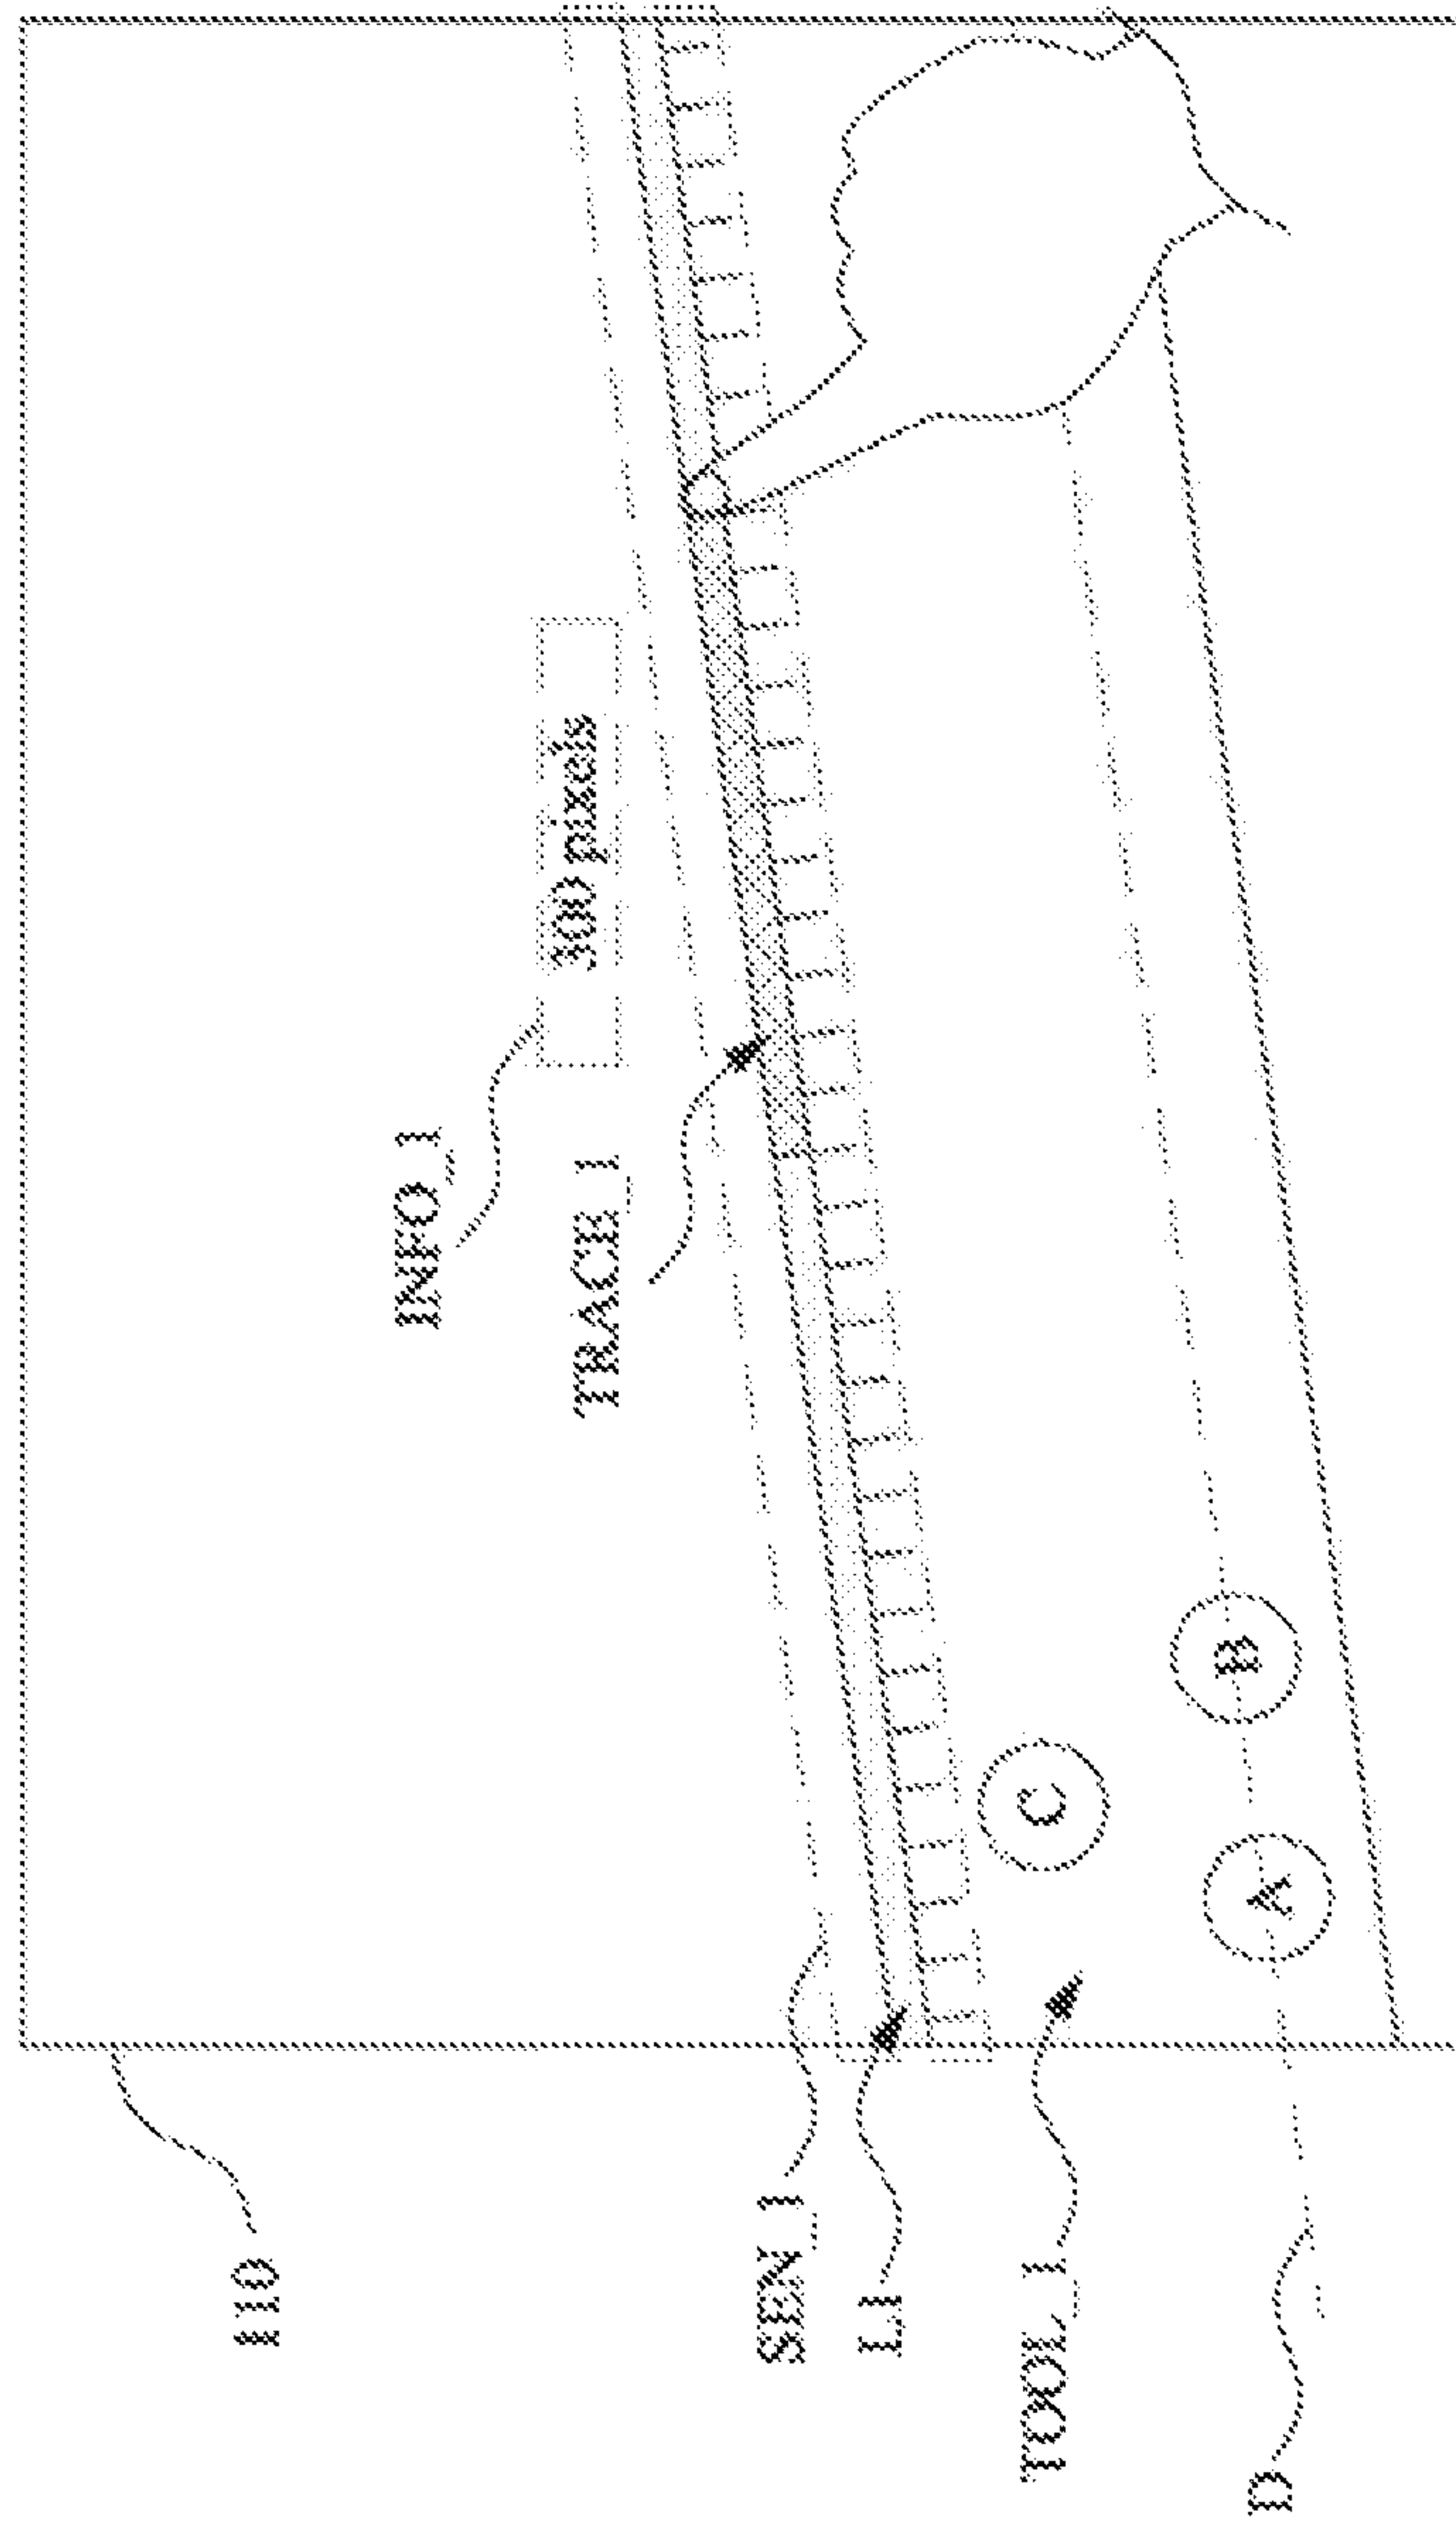 110
INFO_1
300 pixels
TRACE_1
SEN_1
L1
TOOL_1
C
B
A
D